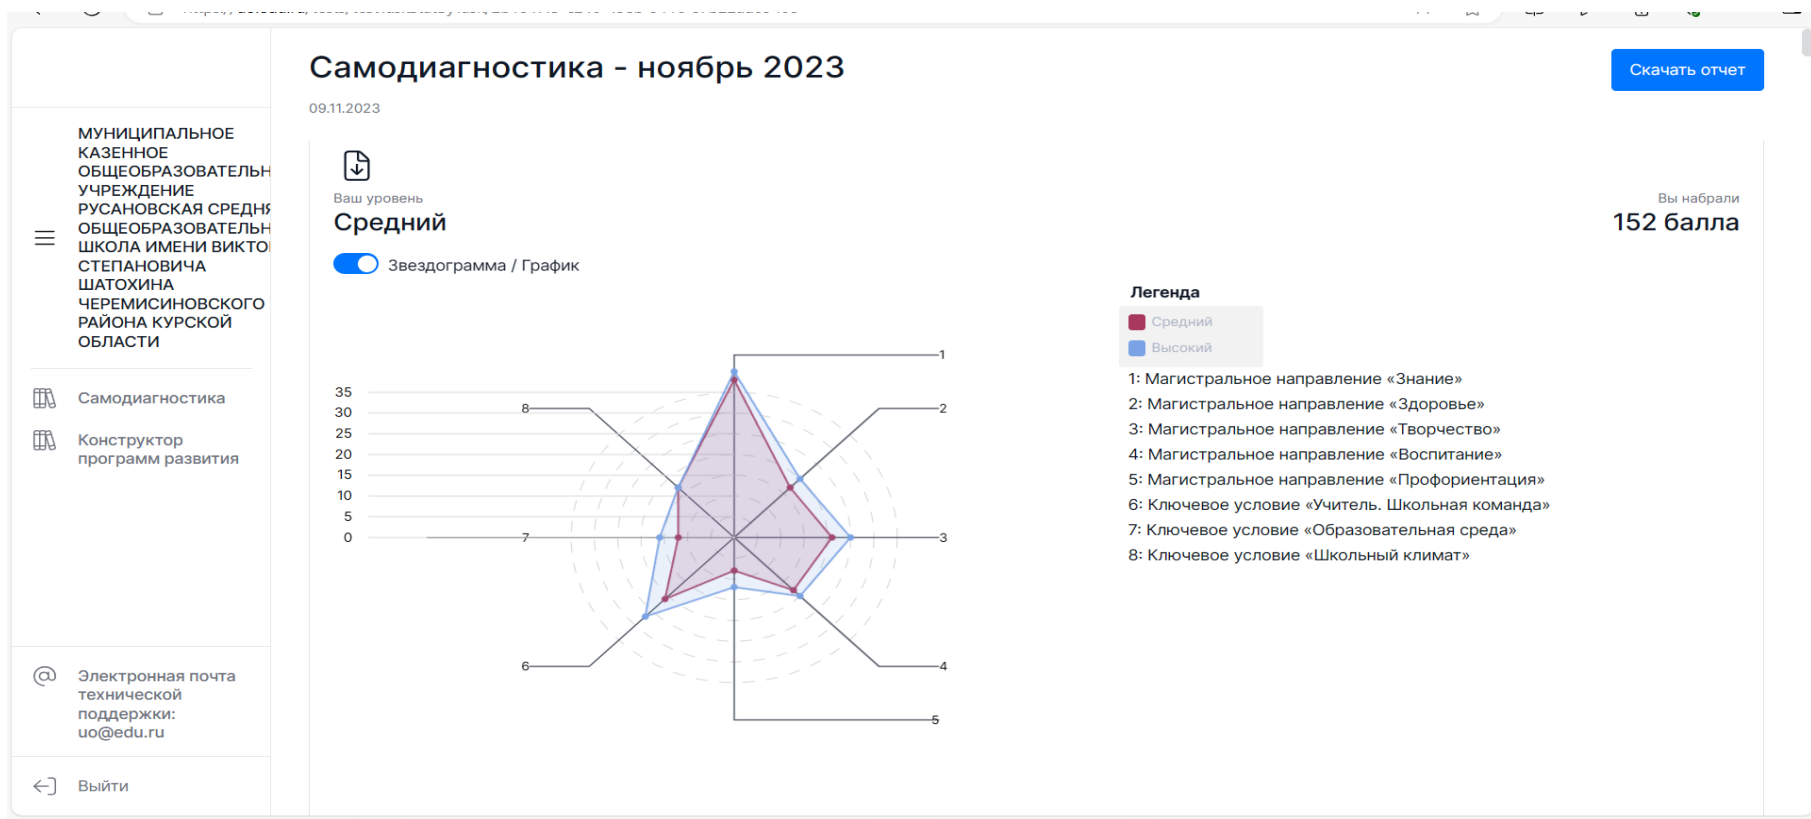 Самодиагностика - ноябрь 2023
Скачать отчет
09.11.2023
МУНИЦИПАЛЬНОЕ
КАЗЕННОЕ
ОБЩЕОБРАЗОВАТЕЛЬН
УЧРЕЖДЕНИЕ
РУСАНОВСКАЯ СРЕДНЯ
ОБЩЕОБРАЗОВАТЕЛЬН
ШКОЛА ИМЕНИ ВИКТО
СТЕПАНОВИЧА
ШАТОХИНА
ЧЕРЕМИСИНОВСКОГО
РАЙОНА КУРСКОЙ
ОБЛАСТИ
Самодиагностика
Конструктор
программ развития
Электронная почта
технической
поддержки:
uo@edu.ru
Выйти
Ваш уровень
Средний
Вы набрали
152 балла
Звездограмма / График
35
30
25
20
15
10
5
0
1
2
3
4
5
6
7
8
Легенда
Средний
Высокий
1: Магистральное направление «Знание»
2: Магистральное направление «Здоровье»
3: Магистральное направление «Творчество»
4: Магистральное направление «Воспитание»
5: Магистральное направление «Профориентация»
6: Ключевое условие «Учитель. Школьная команда»
7: Ключевое условие «Образовательная среда»
8: Ключевое условие «Школьный климат»